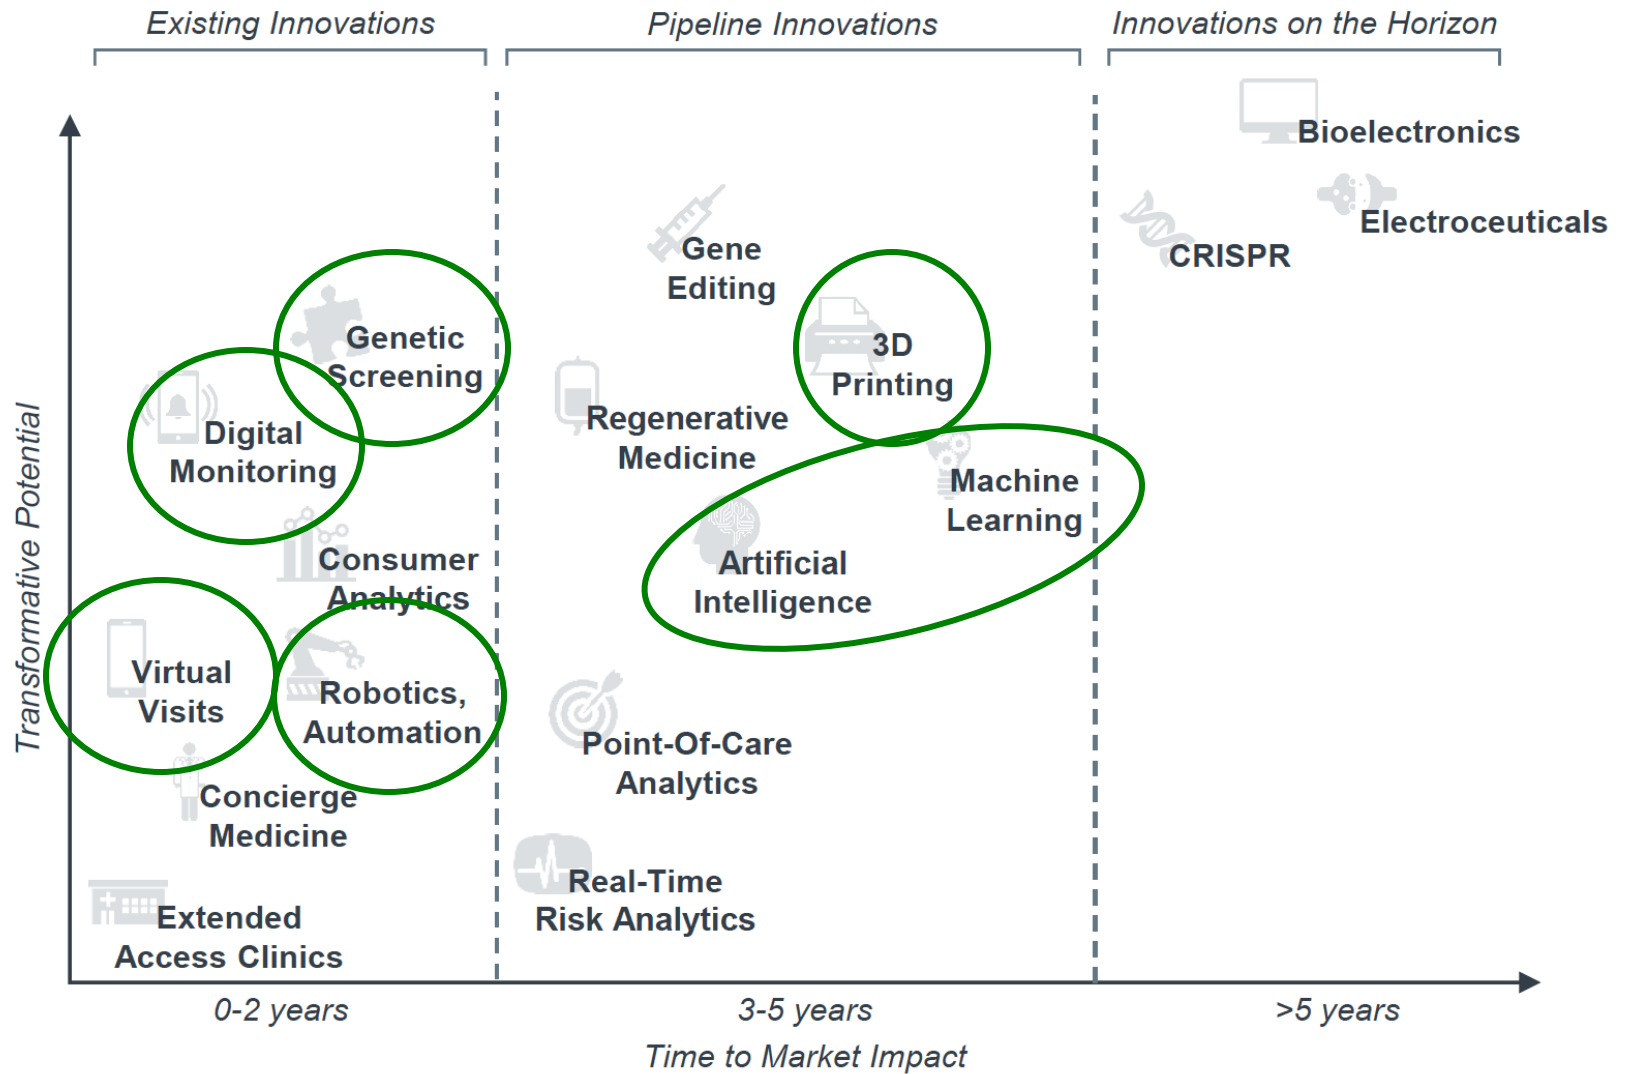 Existing Innovations
Pipeline Innovations
Innovations on the Horizon
Bioelectronics
Electroceuticals
CRISPR
Gene
Editing
Genetic
Screening
3D
Printing
Digital
Monitoring
Regenerative
Medicine
Machine
Learning
Consumer
Analytics
Artificial
Intelligence
Virtual
Visits
Robotics,
Automation
Point-Of-Care
Analytics
Concierge
Medicine
Real-Time
Risk Analytics
Extended
Access Clinics
Transformative Potential
0-2 years
3-5 years
>5 years
Time to Market Impact